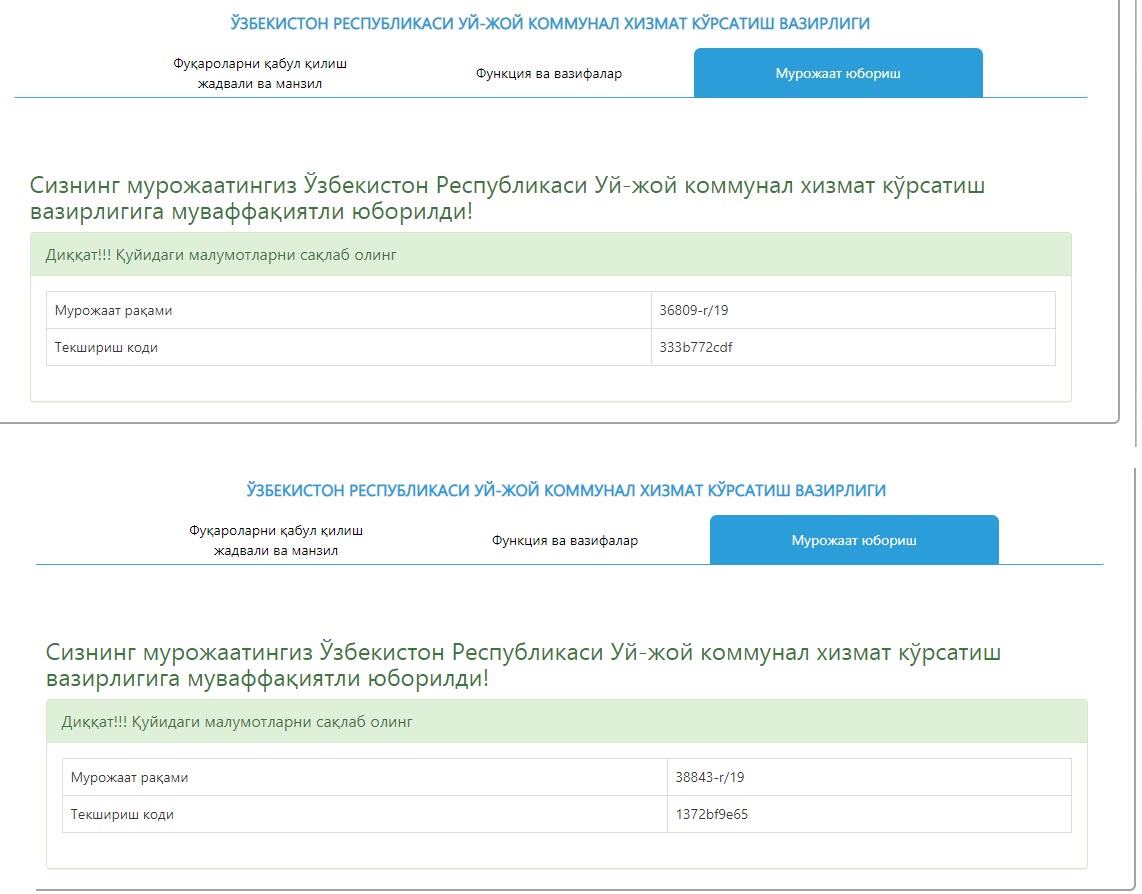 ЎЗБЕКИСТОН РЕСПУБЛИКАСИ УЙ-ЖОЙ КОММУНАЛ ХИЗМАТ КЎРСАТИШ ВАЗИРЛИГИ
Фуқароларни қабул қилиш
жадвали ва манзил
Функция ва вазифалар
Мурожаат юбориш
Сизнинг мурожаатингиз Ўзбекистон Республикаси Уй-жой коммунал хизмат кўрсатиш
вазирлигига муваффақиятли юборилди!
Диққат!!! Қуйидаги малумотларни сақлаб олинг
Мурожаат рақами
36809-r/19
Текшириш коди
333b772cdf
ЎЗБЕКИСТОН РЕСПУБЛИКАСИ УЙ-ЖОЙ КОММУНАЛ ХИЗМАТ КЎРСАТИШ ВАЗИРЛИГИ
Фуқароларни қабул қилиш
жадвали ва манзил
Функция ва вазифалар
Мурожаат юбориш
Сизнинг мурожаатингиз Ўзбекистон Республикаси Уй-жой коммунал хизмат кўрсатиш
вазирлигига муваффақиятли юборилди!
Диққат!!! Қуйидаги малумотларни сақлаб олинг
Мурожаат рақами
38843-r/19
Текшириш коди
1372bf9e65